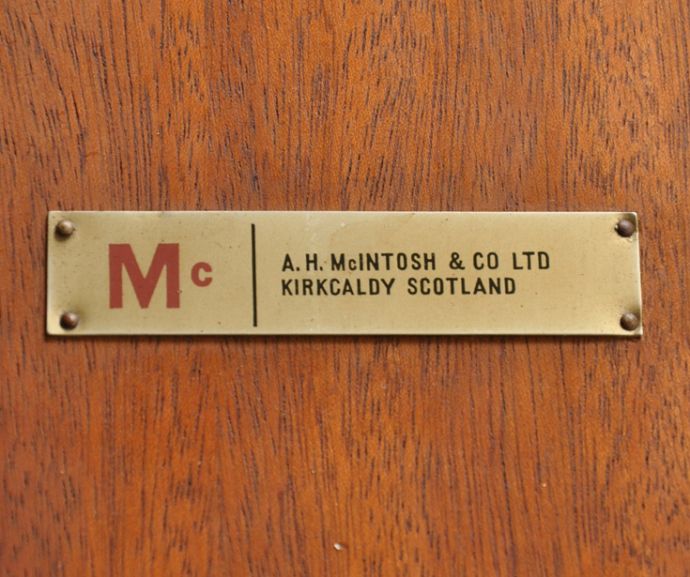 Mc
A. H. McINTOSH & CO LTD
KIRKCALDY SCOTLAND